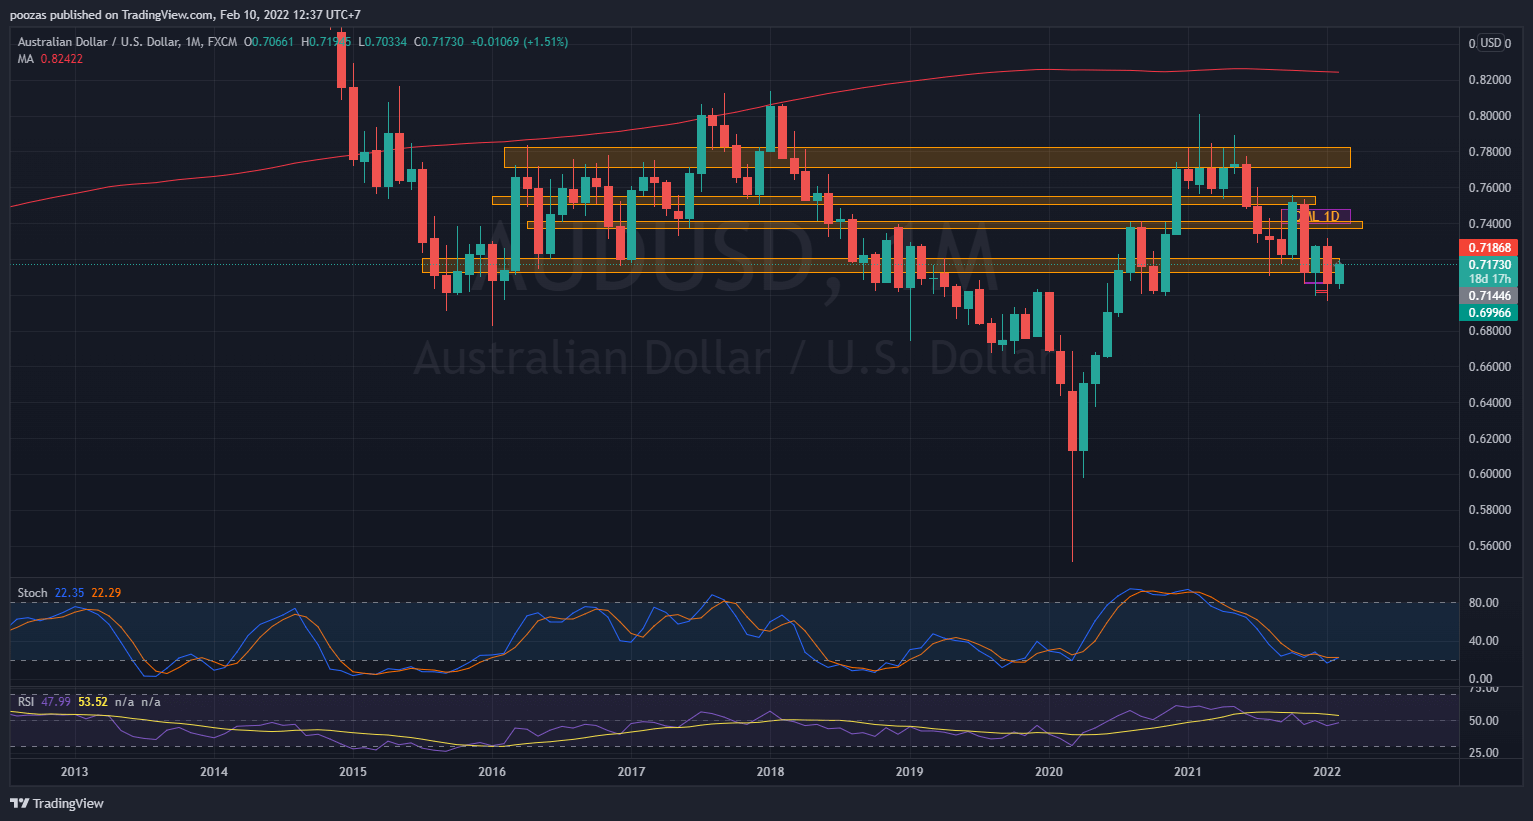 poozas published on TradingView.com, Feb 10, 2022 12:37 UTC+7
Australian Dollar / U.S. Dollar, 1M, FXCM O0.70661 H0.71 5 L0.70334 C0.71730 +0.01069 (+1.51%)
MA 0.82422
USD
0.82000
0.80000
0.78000
0.76000
0.74000
1D
0.71868
0.71730
18d 17h
0.71446
0.69966
0.68000
0.66000
0.64000
0.62000
0.60000
0.58000
0.56000
AUDUSD, 1M
Australian Dollar / U.S. Dollar
Stoch 22.35 22.29
80.00
40.00
0.00
RSI 47.99 53.52 n/a n/a
75.00
50.00
25.00
2013 2014 2015 2016 2017 2018 2019 2020 2021 2022
TradingView